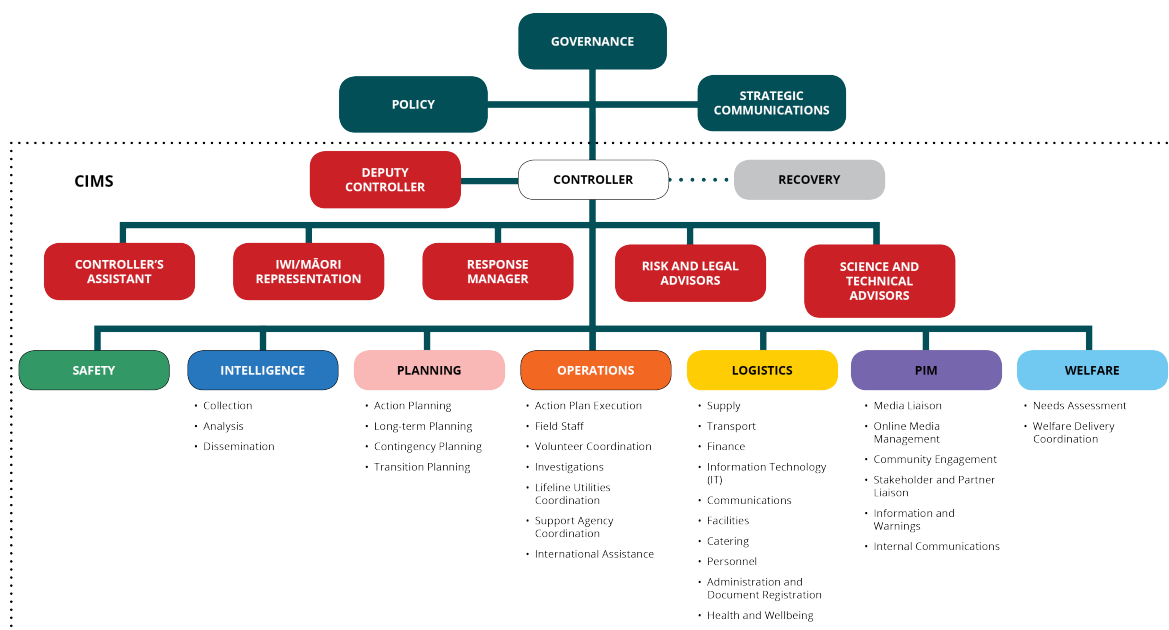 GOVERNANCE
POLICY
STRATEGIC
COMMUNICATIONS
CIMS
DEPUTY
CONTROLLER
CONTROLLER
RECOVERY
CONTROLLER'S
ASSISTANT
IWI/MĀORI
REPRESENTATION
RESPONSE
MANAGER
RISK AND LEGAL
ADVISORS
SCIENCE AND
TECHNICAL
ADVISORS
SAFETY
INTELLIGENCE
• Collection
• Analysis
• Dissemination
PLANNING
• Action Planning
• Long-term Planning
• Contingency Planning
• Transition Planning
OPERATIONS
• Action Plan Execution
• Field Staff
• Volunteer Coordination
• Investigations
• Lifeline Utilities
Coordination
• Support Agency
Coordination
• International Assistance
LOGISTICS
• Supply
• Transport
• Finance
• Information Technology
(IT)
• Communications
• Facilities
• Catering
• Personnel
• Administration and
Document Registration
• Health and Wellbeing
PIM
• Media Liaison
• Online Media
Management
• Community Engagement
• Stakeholder and Partner
Liaison
• Information and
Warnings
• Internal Communications
WELFARE
• Needs Assessment
• Welfare Delivery
Coordination